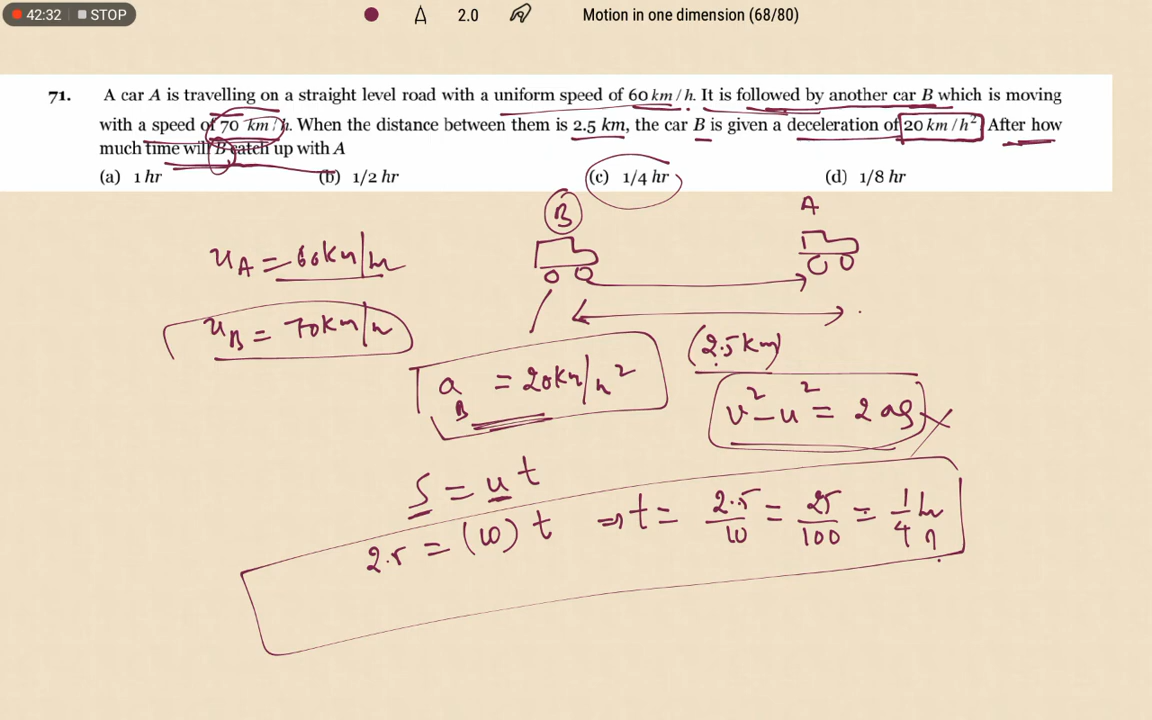 42:32 STOP 2.0 Motion in one dimension (68/80)
71. A car A is travelling on a straight level road with a uniform speed of 60 km / h. It is followed by another car B which is moving
with a speed of 70 km / h. When the distance between them is 2.5 km, the car B is given a deceleration of 20 km / h². After how
much time will B catch up with A
(a) 1 hr (b) 1/2 hr (c) 1/4 hr (d) 1/8 hr
B A
u_A = 60km/h
u_B = 70km/h
(2.5km)
a_B = 20km/h²
v² - u² = 2as
S = ut
2.5 = (10) t ⇒ t = 2.5/10 = 25/100 = 1/4 hr